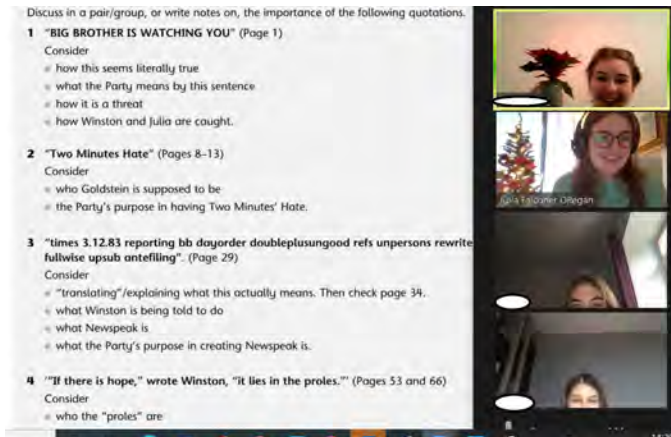 Discuss in a pair/group, or write notes on, the importance of the following quotations.
1 "BIG BROTHER IS WATCHING YOU" (Page 1)
Consider
how this seems literally true
what the Party means by this sentence
how it is a threat
how Winston and Julia are caught.
2 "Two Minutes Hate" (Pages 8–13)
Consider
who Goldstein is supposed to be
the Party's purpose in having Two Minutes' Hate.
3 "times 3.12.83 reporting bb dayorder doubleplusungood refs unpersons rewrite
fullwise upsub antefiling". (Page 29)
Consider
"translating"/explaining what this actually means. Then check page 34.
what Winston is being told to do
what Newspeak is
what the Party's purpose in creating Newspeak is.
4 '"If there is hope," wrote Winston, "it lies in the proles."' (Pages 53 and 66)
Consider
who the "proles" are